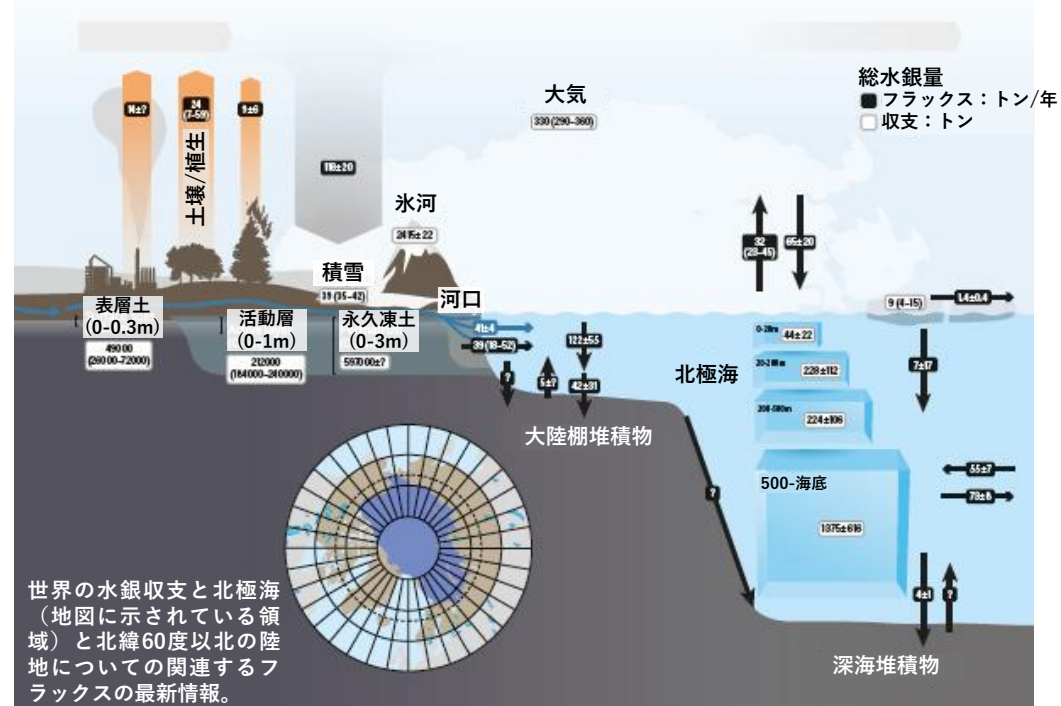 総水銀量
フラックス：トン/年
収支：トン
大気
330 (290-360)
14±?
24
(7-59)
9±6
土壌/植生
118±20
氷河
2415±22
積雪
39 (35-42)
河口
表層土
(0-0.3m)
49000
(26000-72000)
活動層
(0-1m)
212000
(184000-240000)
永久凍土
(0-3m)
597000±?
41±4
39 (18-52)
?
122±55
5±?
42±31
大陸棚堆積物
?
北極海
32
(23-45)
65±20
9 (4-15)
1.4±0.4
0-20m
44±22
20-200m
228±112
200-500m
224±106
500-海底
1375±616
7±17
55±7
73±8
4±1
?
深海堆積物
世界の水銀収支と北極海
（地図に示されている領
域）と北緯60度以北の陸
地についての関連するフ
ラックスの最新情報。